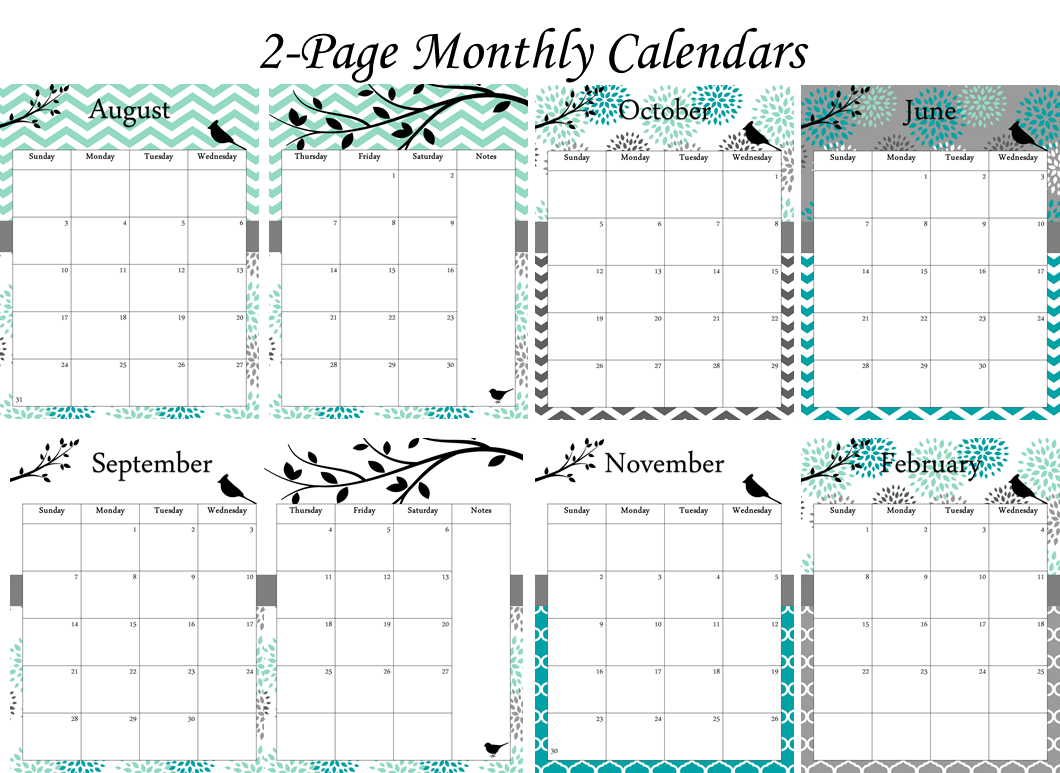 2-Page Monthly Calendars
August
Sunday Monday Tuesday Wednesday
3 4 5 6
10 11 12 13
17 18 19 20
24 25 26 27
31
Thursday Friday Saturday Notes
1 2
7 8 9
14 15 16
21 22 23
28 29 30
October
Sunday Monday Tuesday Wednesday
1
5 6 7 8
12 13 14 15
19 20 21 22
26 27 28 29
June
Sunday Monday Tuesday Wednesday
1 2 3
7 8 9 10
14 15 16 17
21 22 23 24
28 29 30
September
Sunday Monday Tuesday Wednesday
1 2 3
7 8 9 10
14 15 16 17
21 22 23 24
28 29 30
Thursday Friday Saturday Notes
4 5 6
11 12 13
18 19 20
25 26 27
November
Sunday Monday Tuesday Wednesday
2 3 4 5
9 10 11 12
16 17 18 19
23 24 25 26
30
February
Sunday Monday Tuesday Wednesday
1 2 3 4
8 9 10 11
15 16 17 18
22 23 24 25